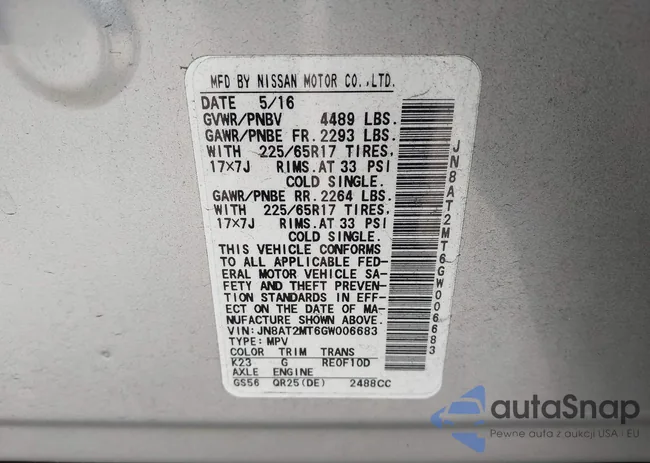 MFD BY NISSAN MOTOR CO.,LTD.
DATE 5/16
GVWR/PNBV 4489 LBS.
GAWR/PNBE FR. 2293 LBS.
WITH 225/65R17 TIRES.
17×7J RIMS. AT 33 PSI
COLD SINGLE.
GAWR/PNBE RR. 2264 LBS.
WITH 225/65R17 TIRES.
17×7J RIMS. AT 33 PSI
COLD SINGLE.
THIS VEHICLE CONFORMS
TO ALL APPLICABLE FED-
ERAL MOTOR VEHICLE SA-
FETY AND THEFT PREVEN-
TION STANDARDS IN EFF-
ECT ON THE DATE OF MA-
NUFACTURE SHOWN ABOVE.
VIN: JN8AT2MT6GW006683
TYPE: MPV
COLOR TRIM TRANS
K23 G RE0F10D
AXLE ENGINE
GS56 QR25(DE) 2488CC
JN8AT2MT6GW006683
autaSnap
Pewne auta z aukcji USA i EU